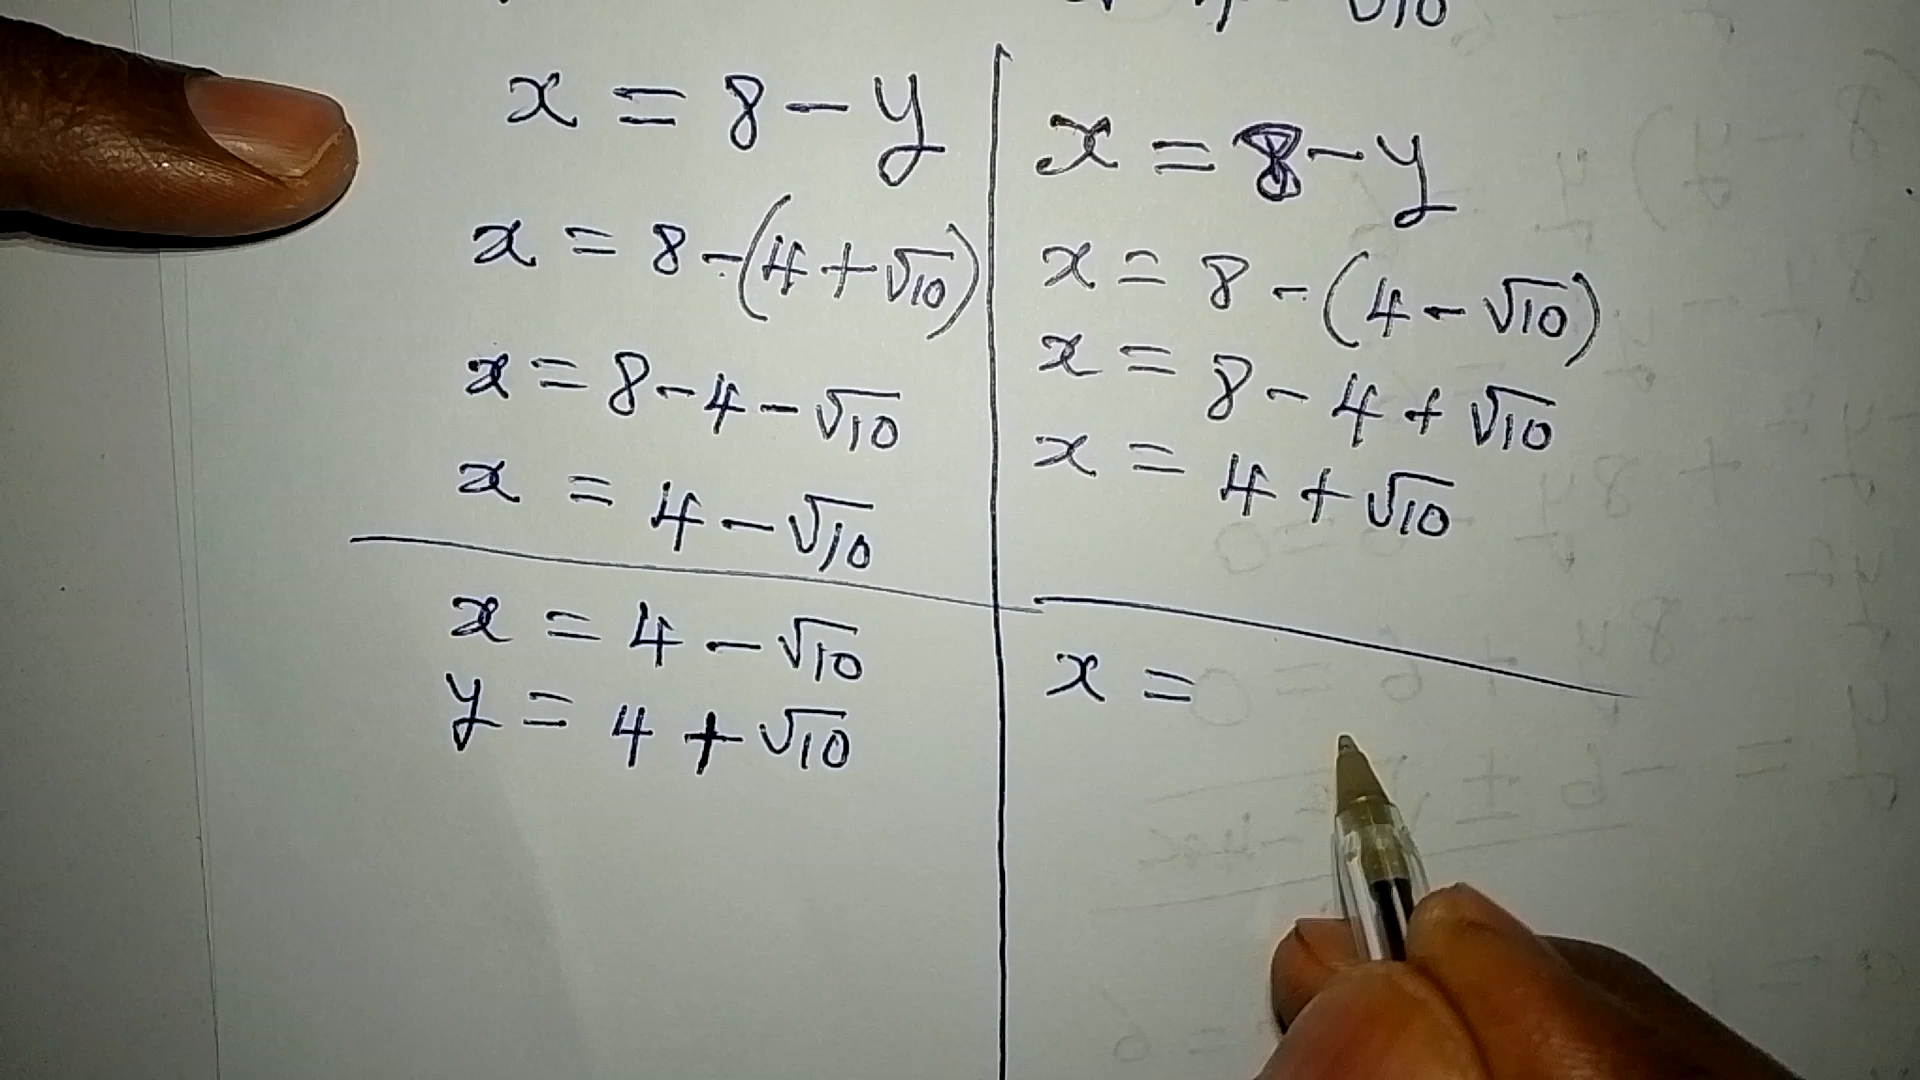 √10
x = 8 - y
x = 8 - (4 + √10)
x = 8 - 4 - √10
x = 4 - √10
x = 4 - √10
y = 4 + √10
x = 8 - y
x = 8 - (4 - √10)
x = 8 - 4 + √10
x = 4 + √10
x =